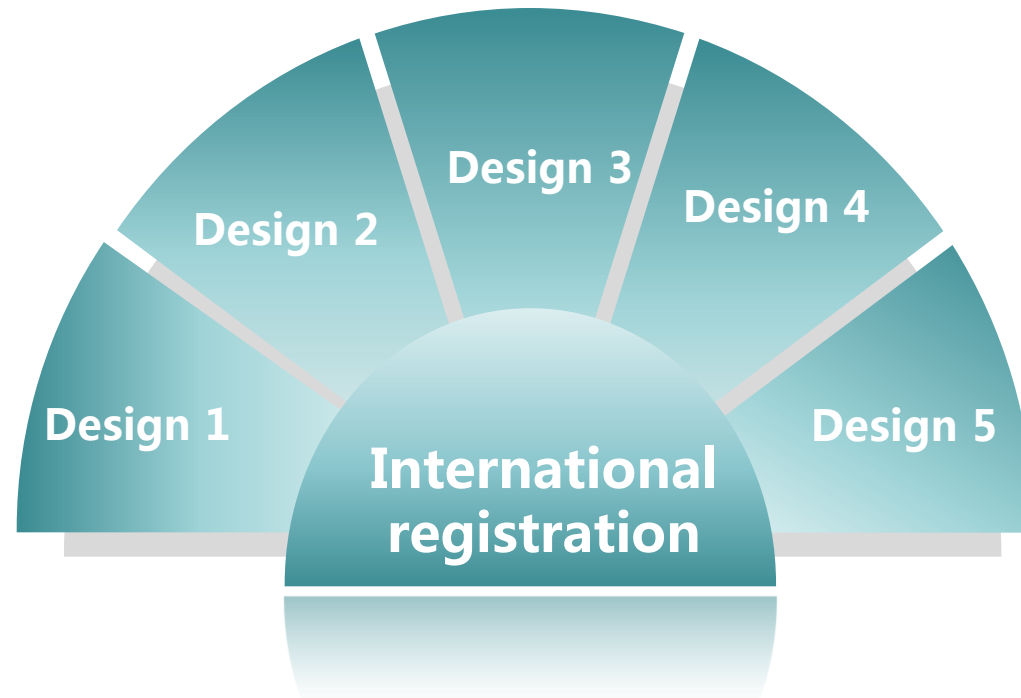 Design 1
Design 2
Design 3
Design 4
Design 5
International
registration